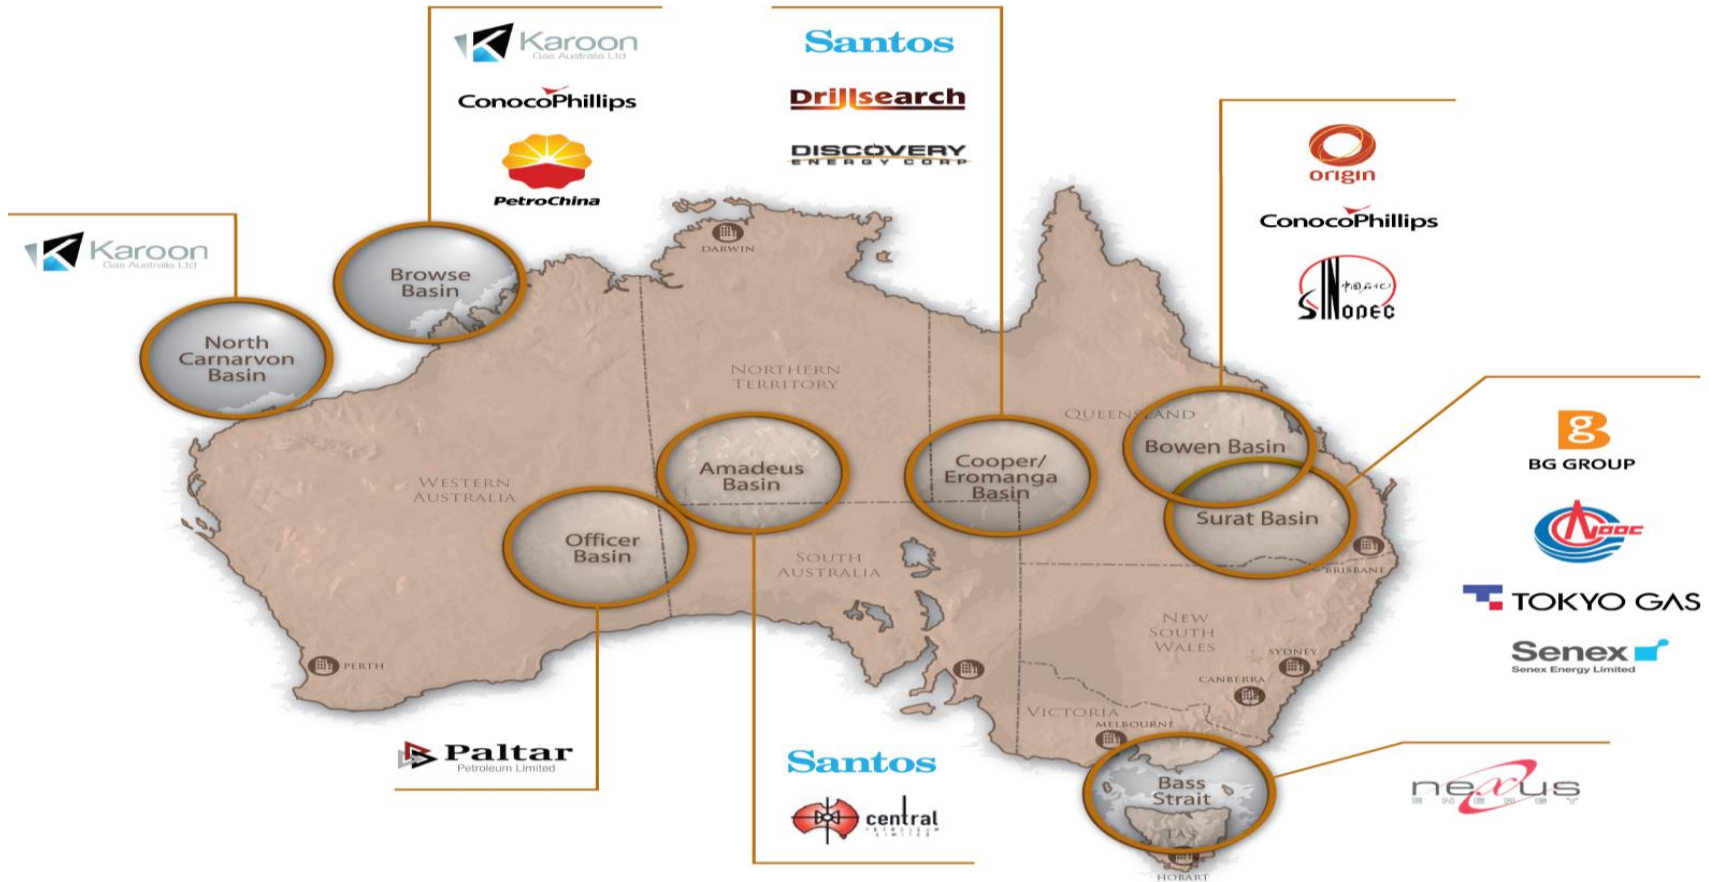 Karoon
Gas Australia Ltd
ConocoPhillips
PetroChina
Santos
Drillsearch
DISCOVERY
ENERGY CORP
origin
ConocoPhillips
SINOPEC
Karoon
Gas Australia Ltd
North
Carnarvon
Basin
Browse
Basin
DARWIN
NORTHERN
TERRITORY
QUEENSLAND
WESTERN
AUSTRALIA
Officer
Basin
Amadeus
Basin
Cooper/
Eromanga
Basin
Bowen Basin
Surat Basin
BRISBANE
SOUTH
AUSTRALIA
NEW
SOUTH
WALES
SYDNEY
CANBERRA
PERTH
VICTORIA
MELBOURNE
Bass
Strait
TAS
HOBART
g
BG GROUP
CNOOC
TOKYO GAS
Senex
Senex Energy Limited
Paltar
Petroleum Limited
Santos
central
PETROLEUM
LIMITED
nexus
ENERGY